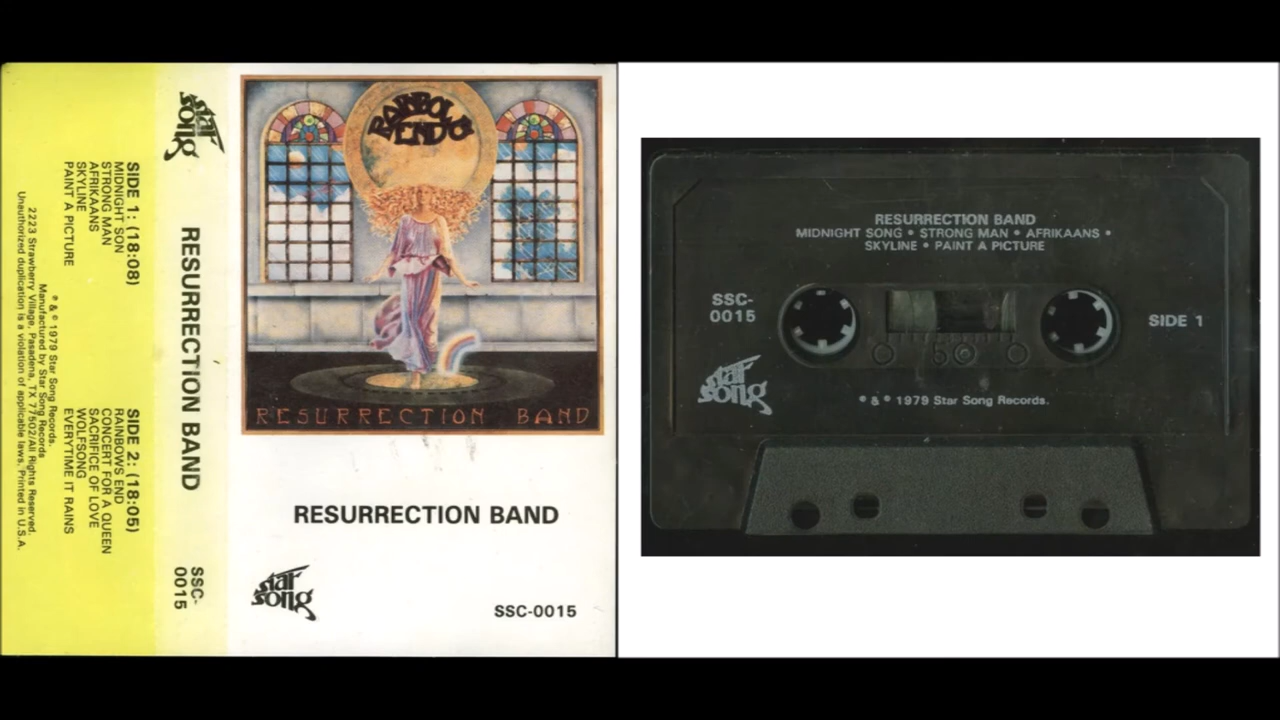 SIDE 1: (18:08)
MIDNIGHT SON
STRONG MAN
AFRIKAANS
SKYLINE
PAINT A PICTURE
SIDE 2: (18:05)
RAINBOWS END
CONCERT FOR A QUEEN
SACRIFICE OF LOVE
WOLFSONG
EVERYTIME IT RAINS
℗ & © 1979 Star Song Records.
Manufactured by Star Song Records
2223 Strawberry Village, Pasadena, TX 77502/All Rights Reserved.
Unauthorized duplication is a violation of applicable laws. Printed in U.S.A.
star
song
RESURRECTION BAND
SSC-
0015
RAINBOWS
END
RESURRECTION BAND
RESURRECTION BAND
star
song
SSC-0015
RESURRECTION BAND
MIDNIGHT SONG • STRONG MAN • AFRIKAANS •
SKYLINE • PAINT A PICTURE
SSC-
0015
SIDE 1
star
song
℗ & © 1979 Star Song Records.